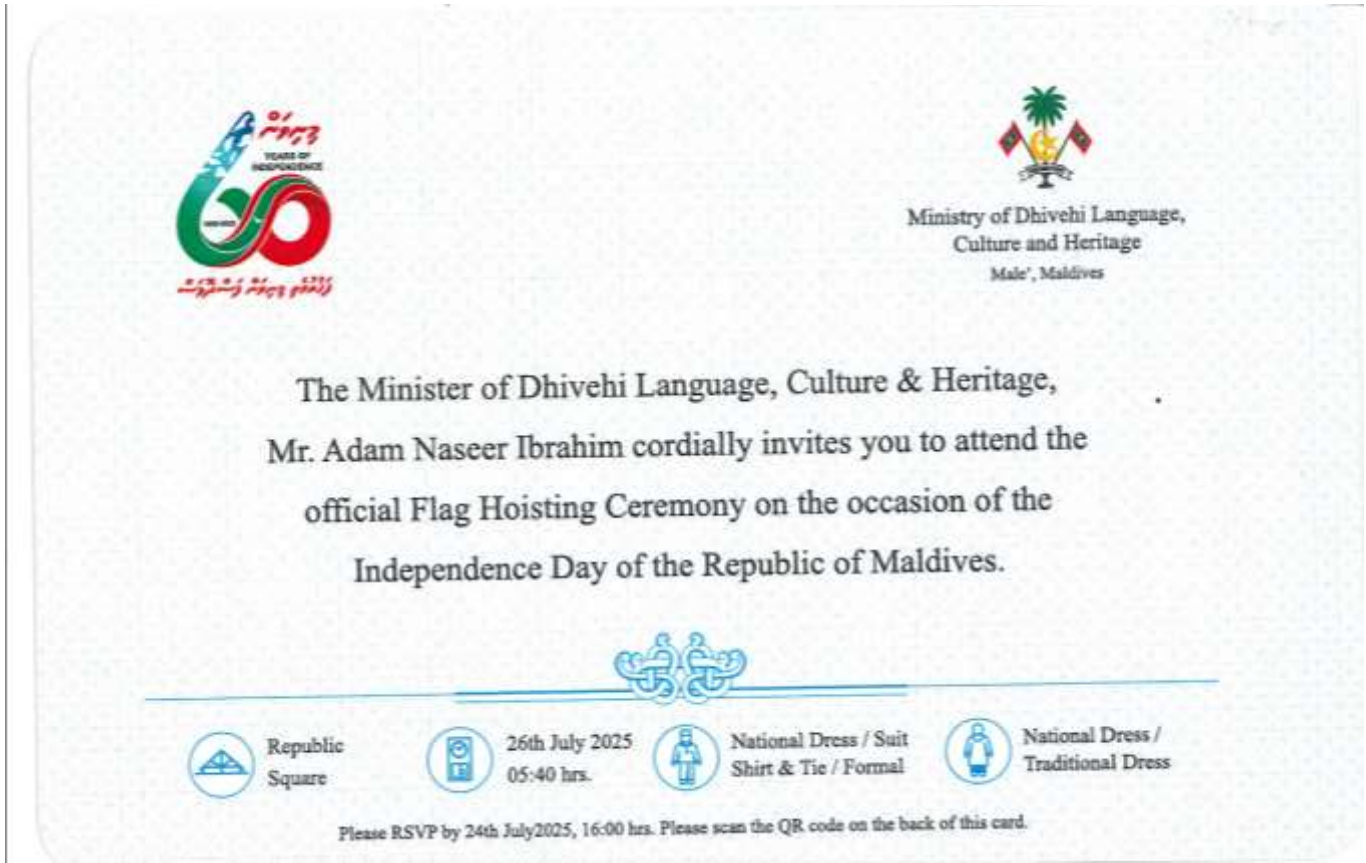 YEARS OF
INDEPENDENCE
Ministry of Dhivehi Language,
Culture and Heritage
Male', Maldives
The Minister of Dhivehi Language, Culture & Heritage,
Mr. Adam Naseer Ibrahim cordially invites you to attend the
official Flag Hoisting Ceremony on the occasion of the
Independence Day of the Republic of Maldives.
Republic
Square
26th July 2025
05:40 hrs.
National Dress / Suit
Shirt & Tie / Formal
National Dress /
Traditional Dress
Please RSVP by 24th July2025, 16:00 hrs. Please scan the QR code on the back of this card.